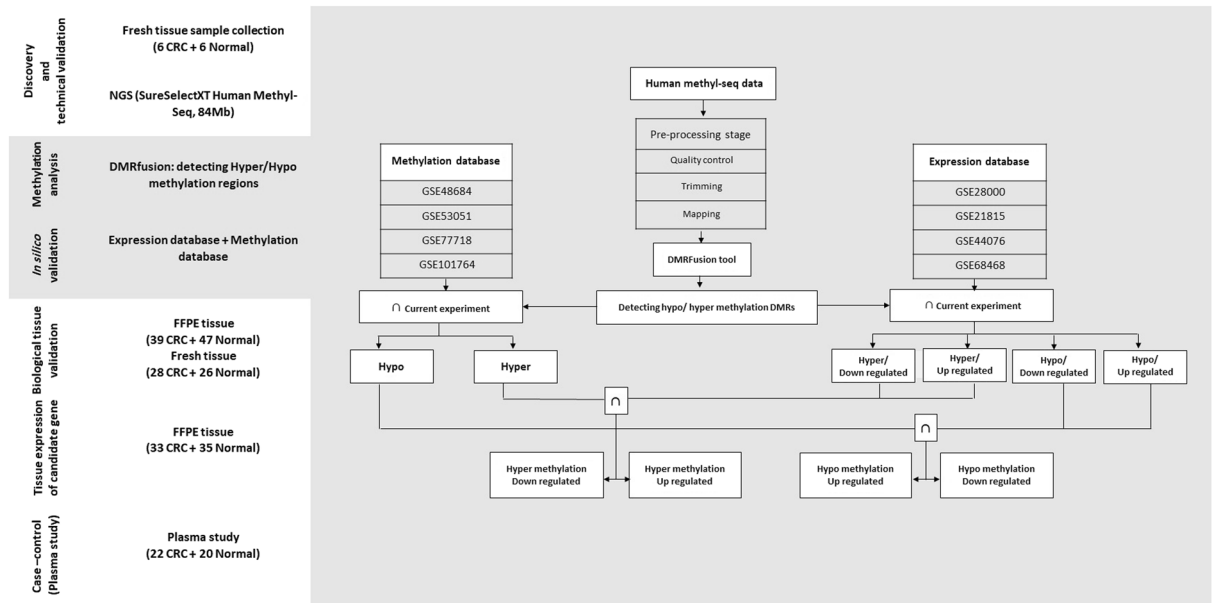 Discovery
and
technical validation
Fresh tissue sample collection
(6 CRC + 6 Normal)
NGS (SureSelectXT Human Methyl-
Seq, 84Mb)
Methylation
analysis
DMRfusion: detecting Hyper/Hypo
methylation regions
In silico
validation
Expression database + Methylation
database
Biological tissue
validation
FFPE tissue
(39 CRC + 47 Normal)
Fresh tissue
(28 CRC + 26 Normal)
Tissue expression
of candidate gene
FFPE tissue
(33 CRC + 35 Normal)
Case –control
(Plasma study)
Plasma study
(22 CRC + 20 Normal)
Human methyl-seq data
Pre-processing stage
Quality control
Trimming
Mapping
DMRFusion tool
Detecting hypo/ hyper methylation DMRs
Methylation database
GSE48684
GSE53051
GSE77718
GSE101764
∩ Current experiment
Hypo
Hyper
Expression database
GSE28000
GSE21815
GSE44076
GSE68468
∩ Current experiment
Hyper/
Down regulated
Hyper/
Up regulated
Hypo/
Down regulated
Hypo/
Up regulated
∩
∩
Hyper methylation
Down regulated
Hyper methylation
Up regulated
Hypo methylation
Up regulated
Hypo methylation
Down regulated